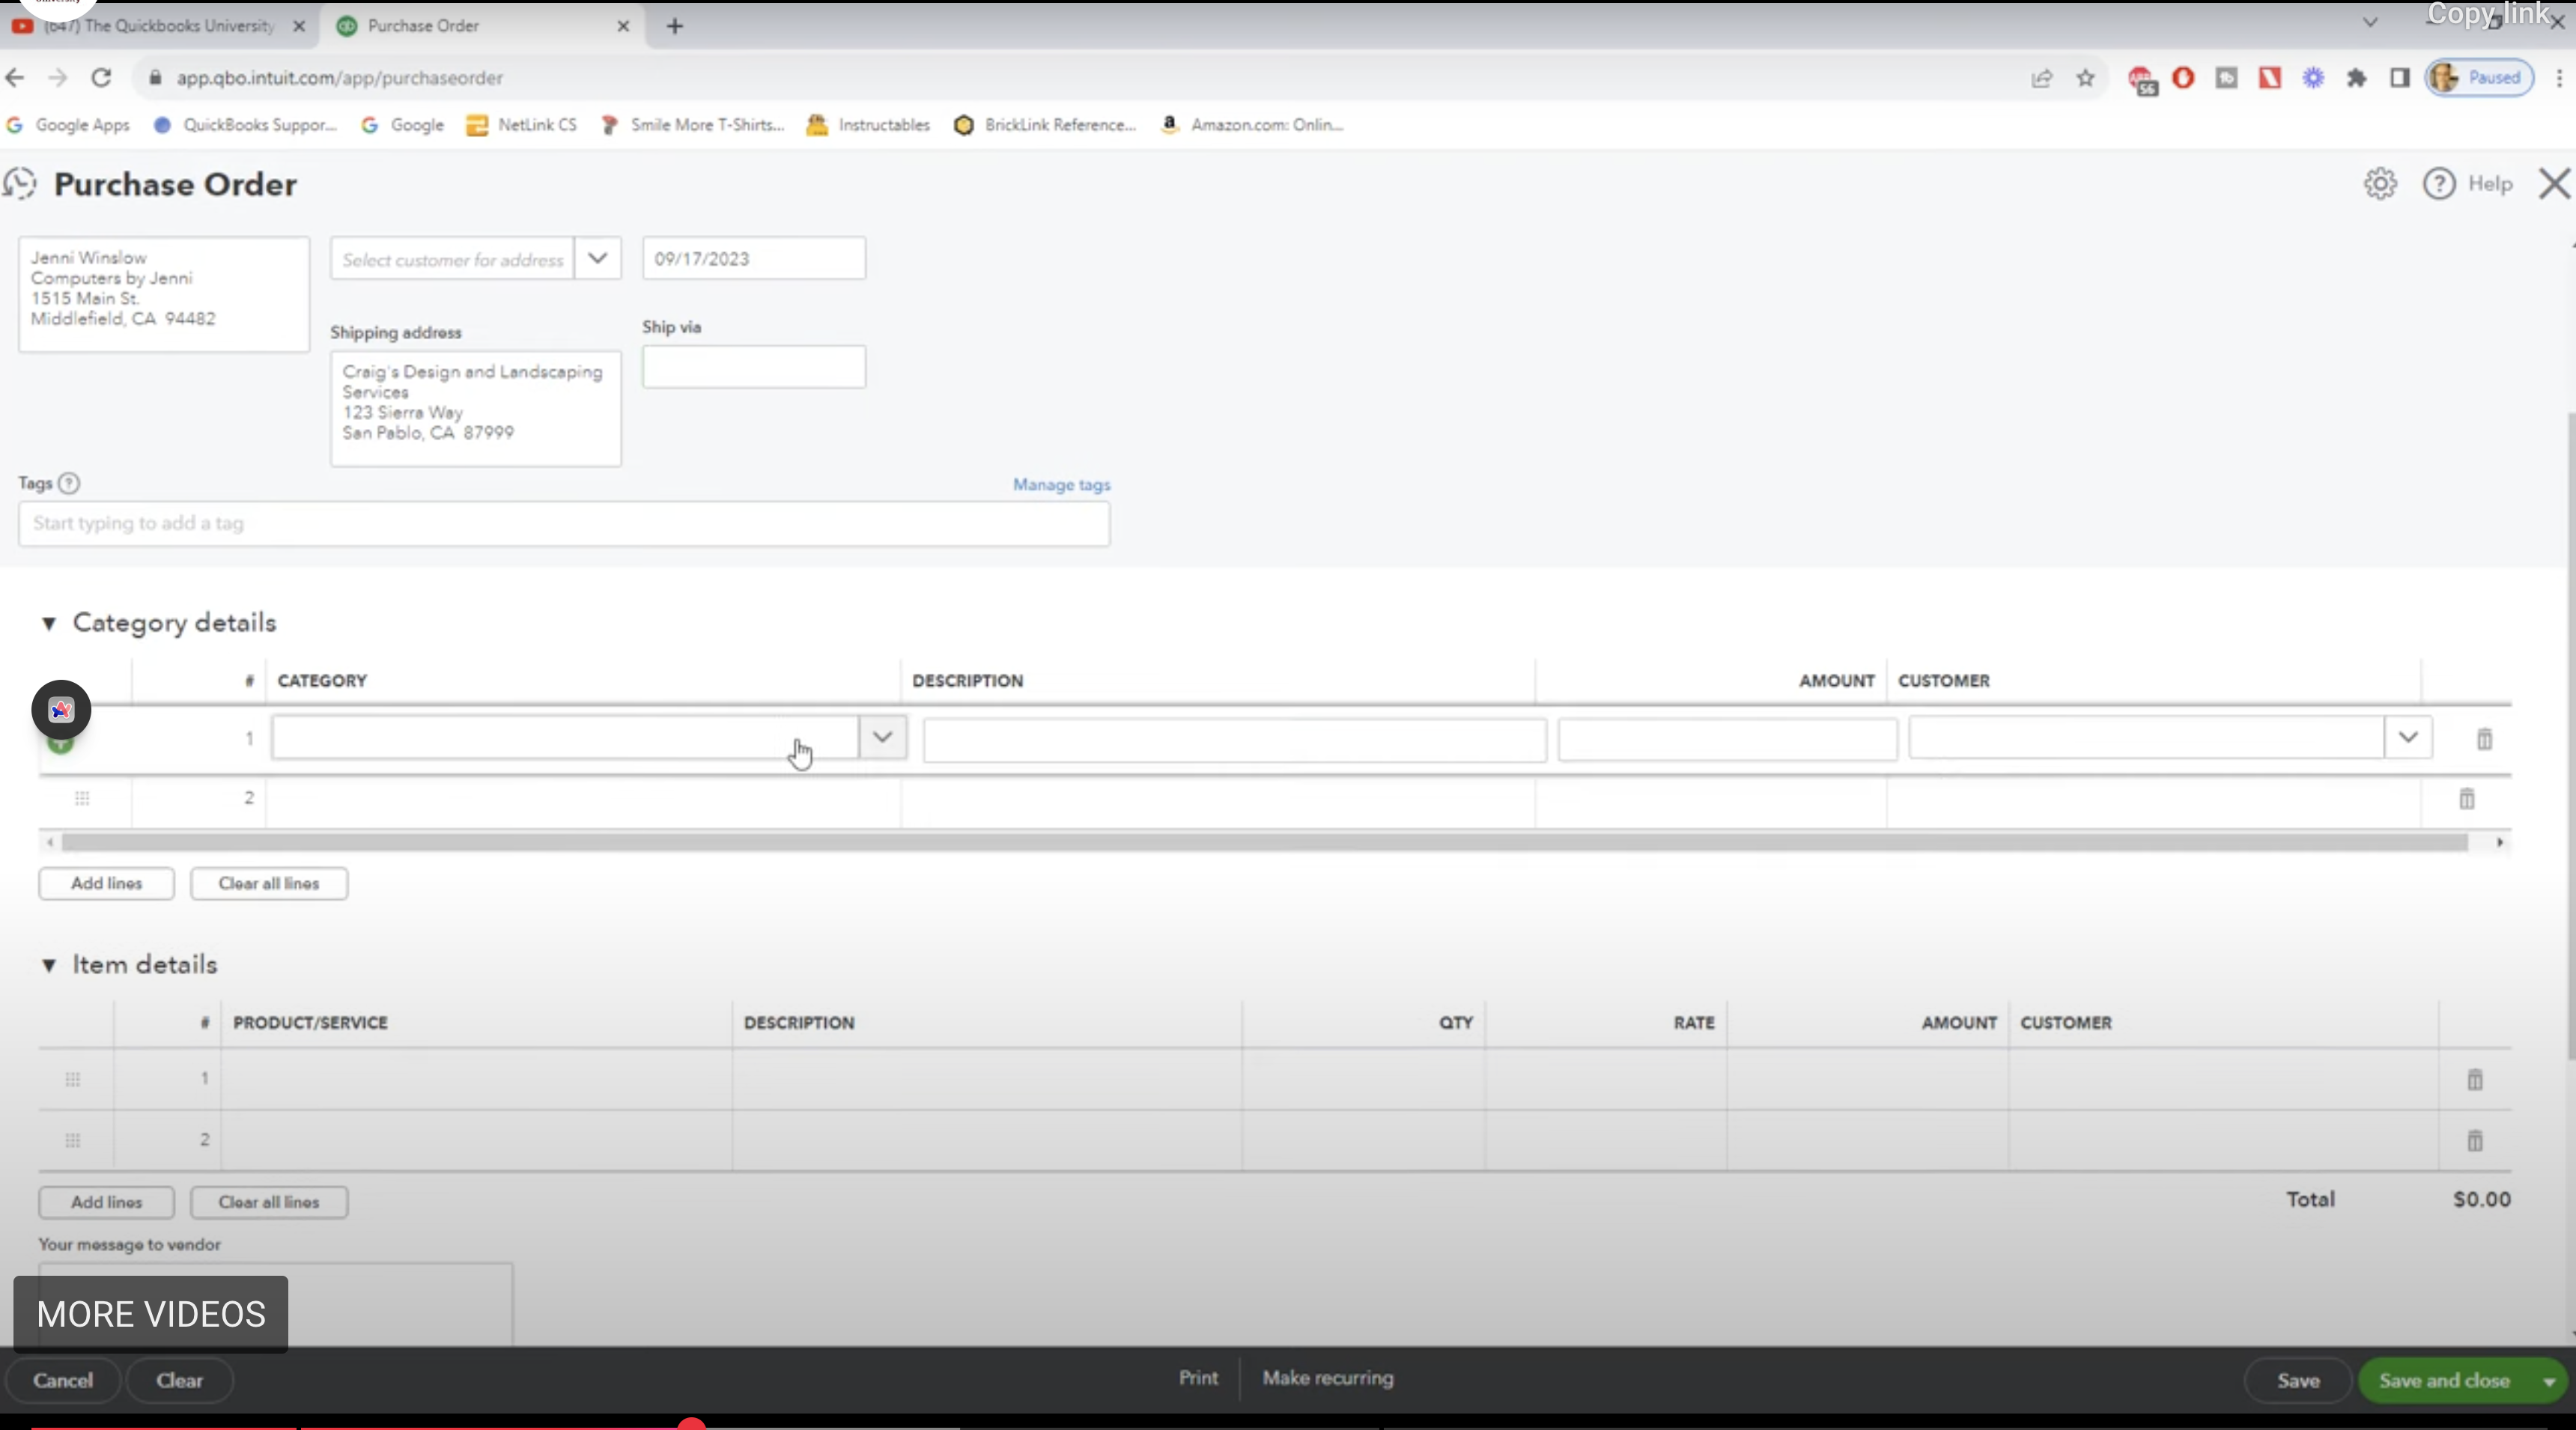 (647) The Quickbooks University
Purchase Order
Copy link
app.qbo.intuit.com/app/purchaseorder
56
Paused
Google Apps
QuickBooks Suppor...
Google
NetLink CS
Smile More T-Shirts...
Instructables
BrickLink Reference...
Amazon.com: Onlin...
Purchase Order
Help
Jenni Winslow
Computers by Jenni
1515 Main St.
Middlefield, CA 94482
Select customer for address
09/17/2023
Shipping address
Ship via
Craig's Design and Landscaping
Services
123 Sierra Way
San Pablo, CA 87999
Tags
Manage tags
Start typing to add a tag
Category details
# CATEGORY DESCRIPTION AMOUNT CUSTOMER
1
2
Add lines
Clear all lines
Item details
# PRODUCT/SERVICE DESCRIPTION QTY RATE AMOUNT CUSTOMER
1
2
Add lines
Clear all lines
Total $0.00
Your message to vendor
MORE VIDEOS
Cancel
Clear
Print
Make recurring
Save
Save and close